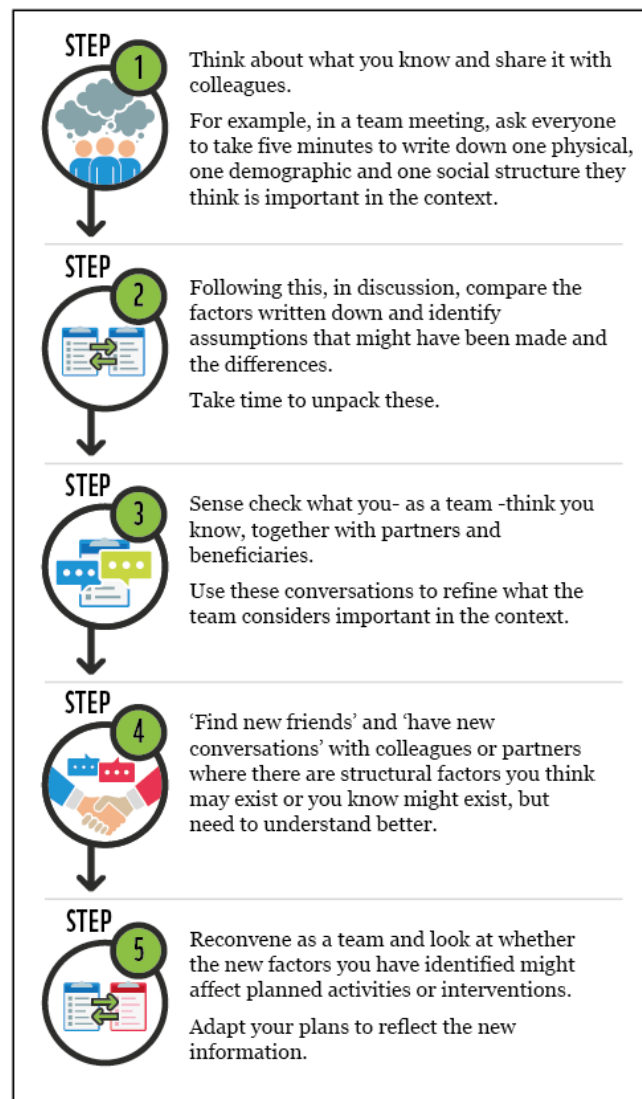 STEP
1
Think about what you know and share it with
colleagues.
For example, in a team meeting, ask everyone
to take five minutes to write down one physical,
one demographic and one social structure they
think is important in the context.
STEP
2
Following this, in discussion, compare the
factors written down and identify
assumptions that might have been made and
the differences.
Take time to unpack these.
STEP
3
Sense check what you- as a team -think you
know, together with partners and
beneficiaries.
Use these conversations to refine what the
team considers important in the context.
STEP
4
‘Find new friends’ and ‘have new
conversations’ with colleagues or partners
where there are structural factors you think
may exist or you know might exist, but
need to understand better.
STEP
5
Reconvene as a team and look at whether
the new factors you have identified might
affect planned activities or interventions.
Adapt your plans to reflect the new
information.